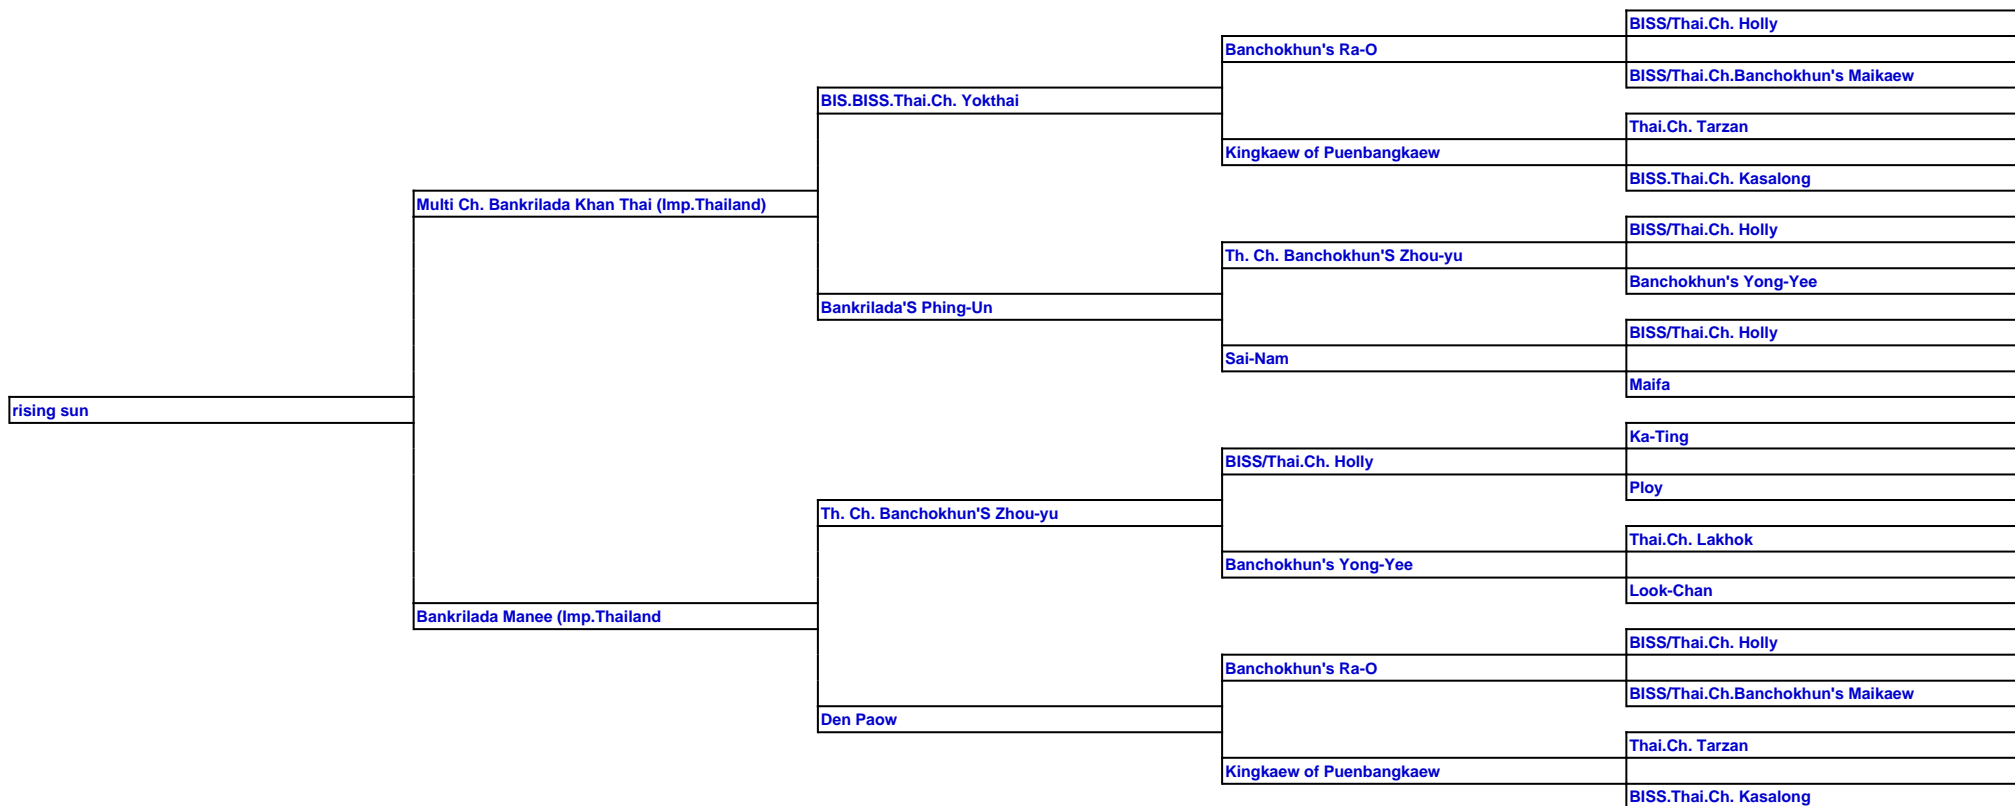 BISS/Thai.Ch. Holly
Banchokhun's Ra-O
BISS/Thai.Ch.Banchokhun's Maikaew
BIS.BISS.Thai.Ch. Yokthai
Thai.Ch. Tarzan
Kingkaew of Puenbangkaew
BISS.Thai.Ch. Kasalong
Multi Ch. Bankrilada Khan Thai (Imp.Thailand)
BISS/Thai.Ch. Holly
Th. Ch. Banchokhun'S Zhou-yu
Banchokhun's Yong-Yee
Bankrilada'S Phing-Un
BISS/Thai.Ch. Holly
Sai-Nam
Maifa
rising sun
Ka-Ting
BISS/Thai.Ch. Holly
Ploy
Th. Ch. Banchokhun'S Zhou-yu
Thai.Ch. Lakhok
Banchokhun's Yong-Yee
Look-Chan
Bankrilada Manee (Imp.Thailand
BISS/Thai.Ch. Holly
Banchokhun's Ra-O
BISS/Thai.Ch.Banchokhun's Maikaew
Den Paow
Thai.Ch. Tarzan
Kingkaew of Puenbangkaew
BISS.Thai.Ch. Kasalong